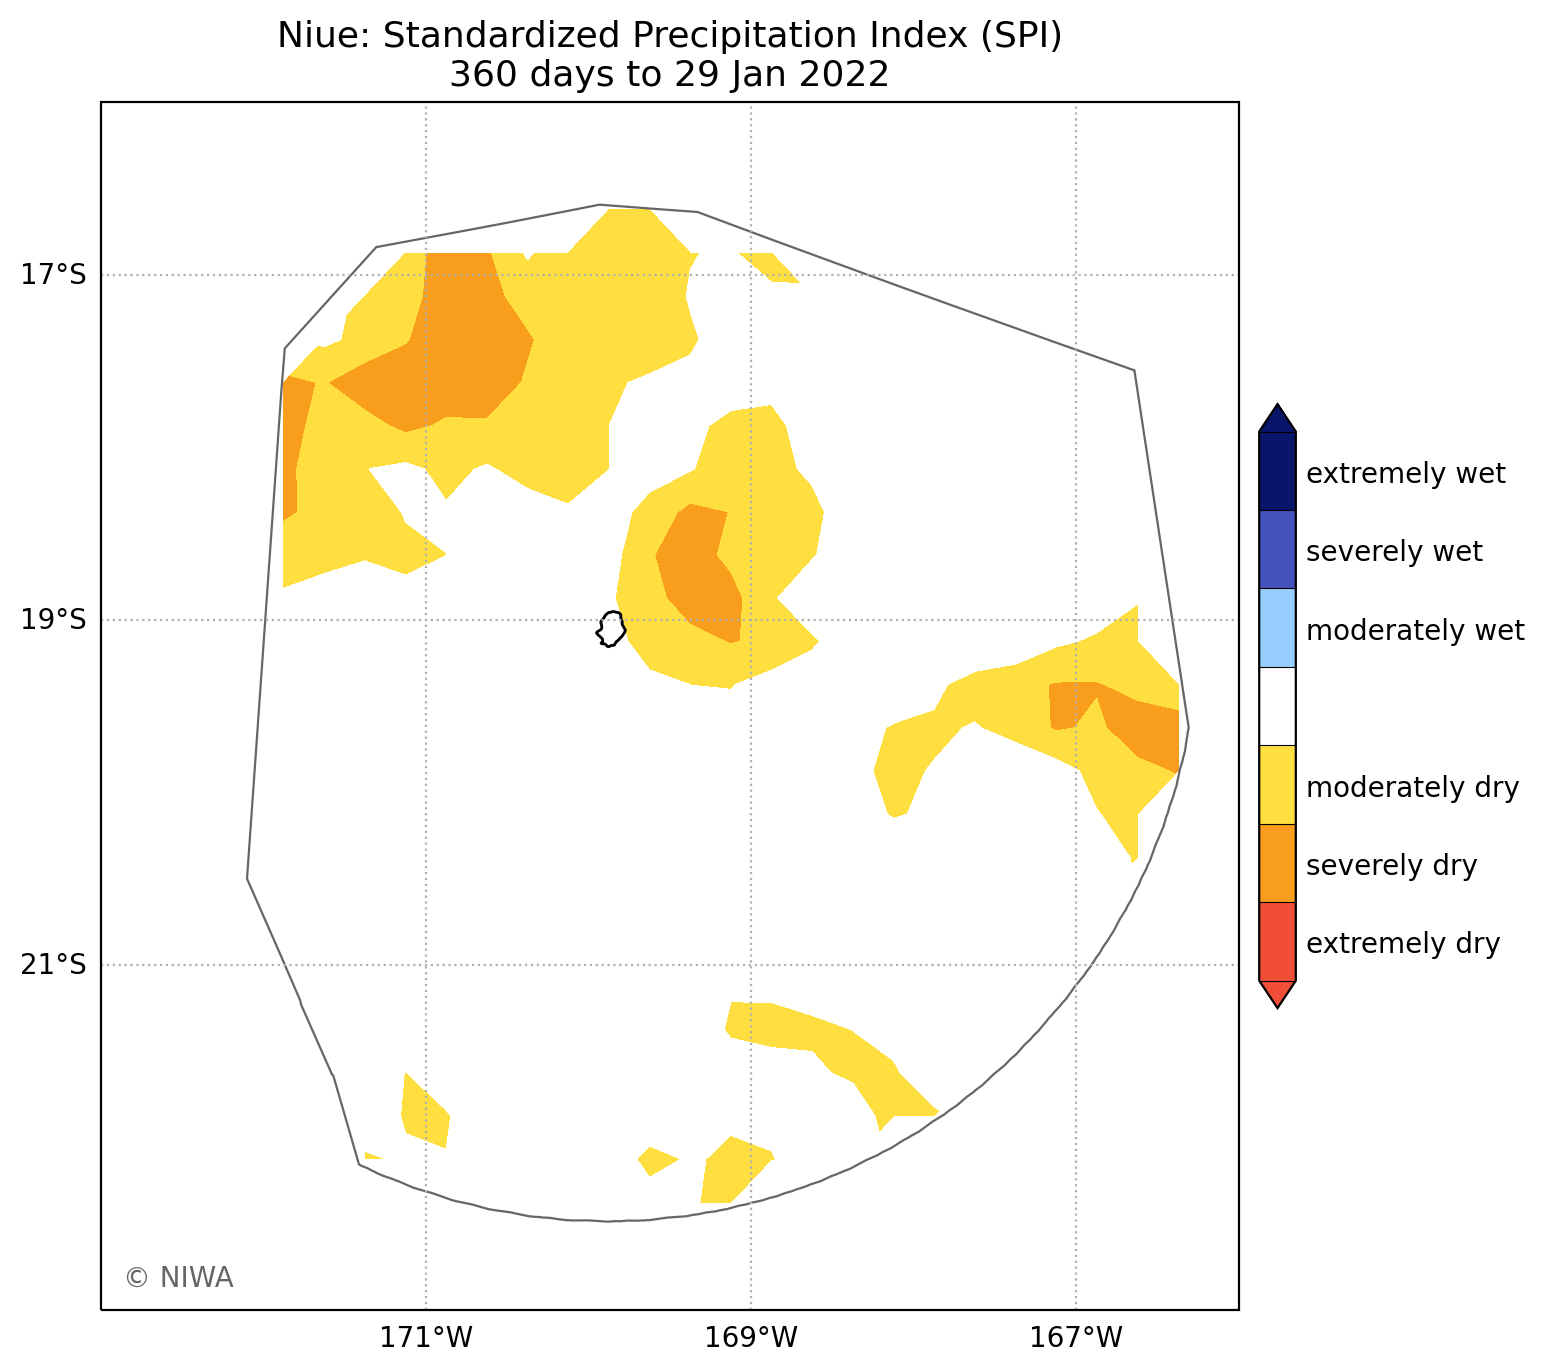 Niue: Standardized Precipitation Index (SPI)
360 days to 29 Jan 2022
17°S
19°S
21°S
171°W
169°W
167°W
extremely wet
severely wet
moderately wet
moderately dry
severely dry
extremely dry
© NIWA